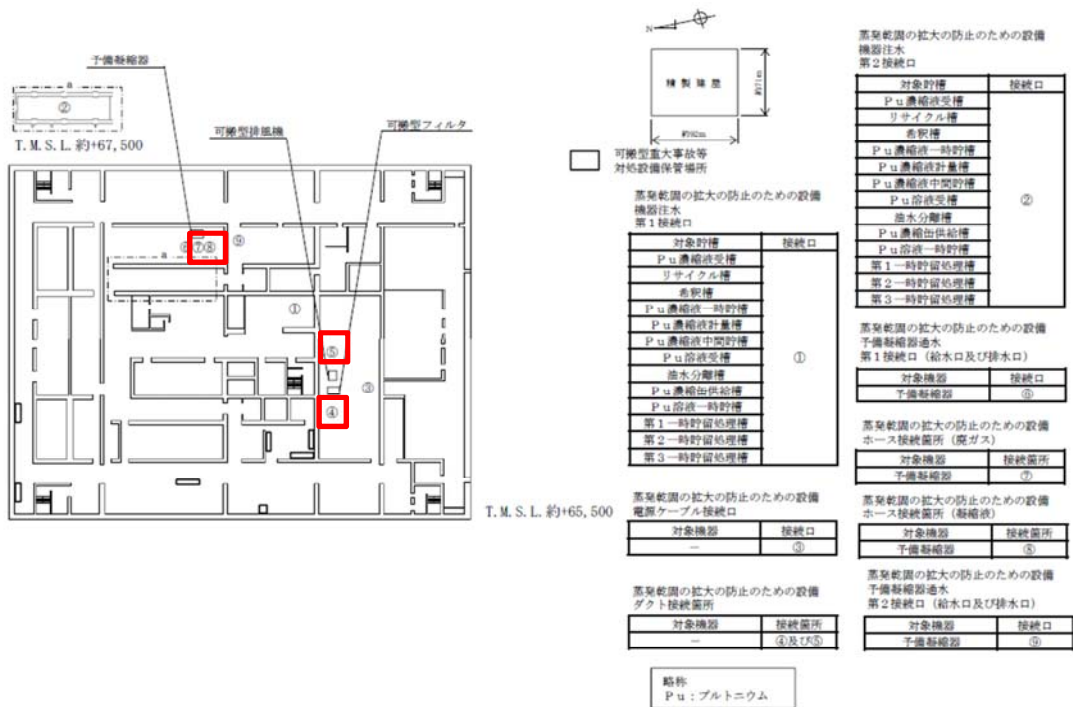 予備凝縮器
a
②
T.M.S.L.約+67,500
可搬型排風機
可搬型フィルタ
⑥⑦⑧
⑨
a
①
⑤
③
④
T.M.S.L.約+65,500
N
精製建屋
約71m
約92m
可搬型重大事故等
対処設備保管場所
蒸発乾固の拡大の防止のための設備
機器注水
第1接続口
対象貯槽 接続口
Pu濃縮液受槽
リサイクル槽
希釈槽
Pu濃縮液一時貯槽
Pu濃縮液計量槽
Pu濃縮液中間貯槽
Pu溶液受槽
油水分離槽
Pu濃縮缶供給槽
Pu溶液一時貯槽
第1一時貯留処理槽
第2一時貯留処理槽
第3一時貯留処理槽
①
蒸発乾固の拡大の防止のための設備
電源ケーブル接続口
対象機器 接続口
－ ③
蒸発乾固の拡大の防止のための設備
ダクト接続箇所
対象機器 接続箇所
－ ④及び⑤
略称
Pu：プルトニウム
蒸発乾固の拡大の防止のための設備
機器注水
第2接続口
対象貯槽 接続口
Pu濃縮液受槽
リサイクル槽
希釈槽
Pu濃縮液一時貯槽
Pu濃縮液計量槽
Pu濃縮液中間貯槽
Pu溶液受槽
油水分離槽
Pu濃縮缶供給槽
Pu溶液一時貯槽
第1一時貯留処理槽
第2一時貯留処理槽
第3一時貯留処理槽
②
蒸発乾固の拡大の防止のための設備
予備凝縮器通水
第1接続口（給水口及び排水口）
対象機器 接続口
予備凝縮器 ⑥
蒸発乾固の拡大の防止のための設備
ホース接続箇所（廃ガス）
対象機器 接続箇所
予備凝縮器 ⑦
蒸発乾固の拡大の防止のための設備
ホース接続箇所（凝縮液）
対象機器 接続箇所
予備凝縮器 ⑧
蒸発乾固の拡大の防止のための設備
予備凝縮器通水
第2接続口（給水口及び排水口）
対象機器 接続口
予備凝縮器 ⑨